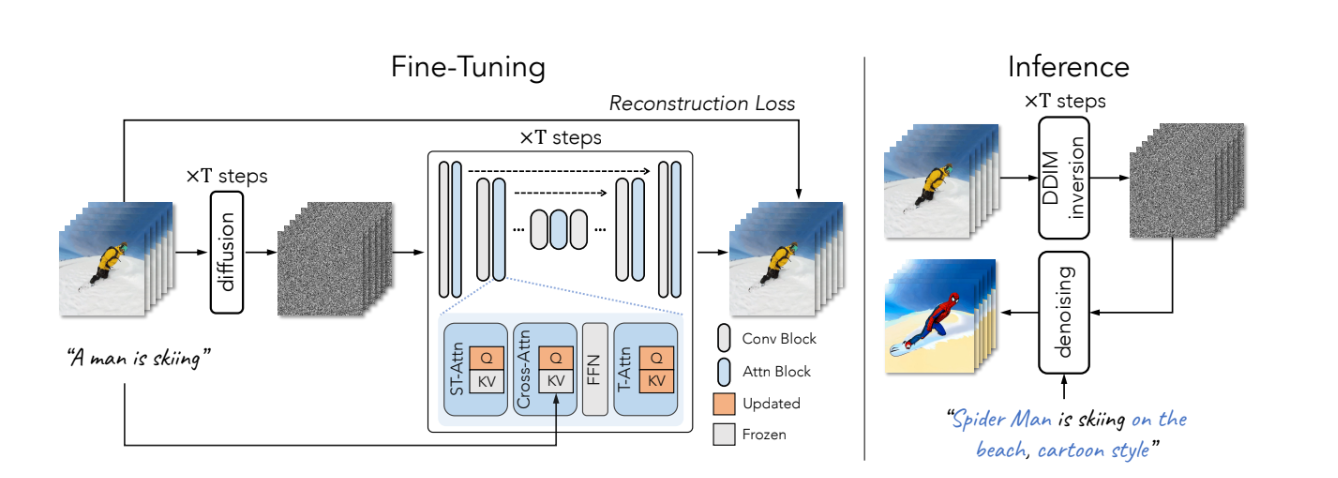 Fine-Tuning
Reconstruction Loss
×T steps
×T steps
diffusion
...
...
"A man is skiing"
ST-Attn
Q
KV
Cross-Attn
Q
KV
FFN
T-Attn
Q
KV
Conv Block
Attn Block
Updated
Frozen
Inference
×T steps
DDIM
inversion
denoising
"Spider Man is skiing on the
beach, cartoon style"